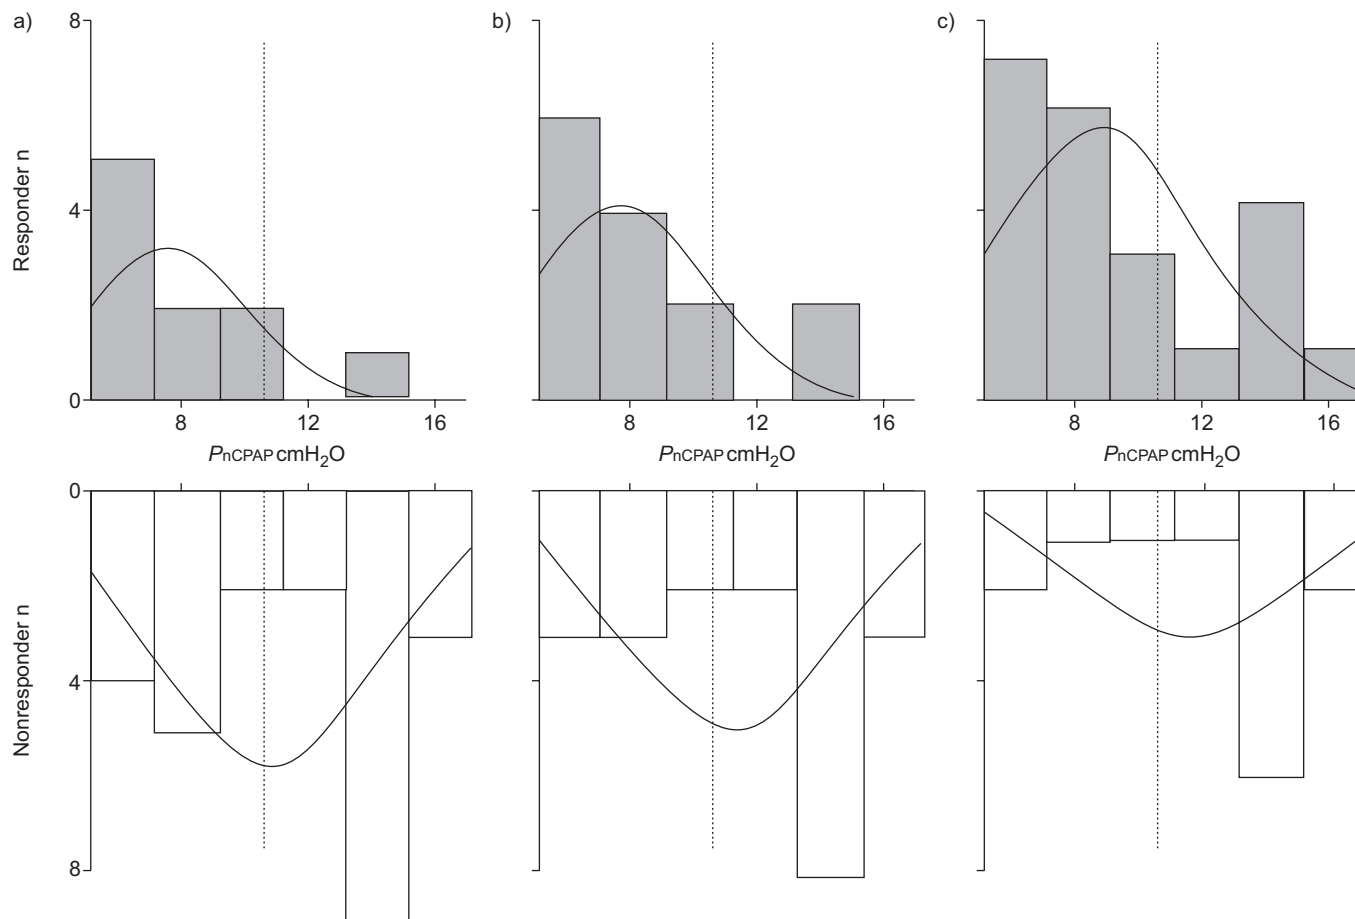 a)
b)
c)
8
4
0
Responder n
8 12 16
8 12 16
8 12 16
PnCPAP cmH2O
PnCPAP cmH2O
PnCPAP cmH2O
0
4
8
Nonresponder n